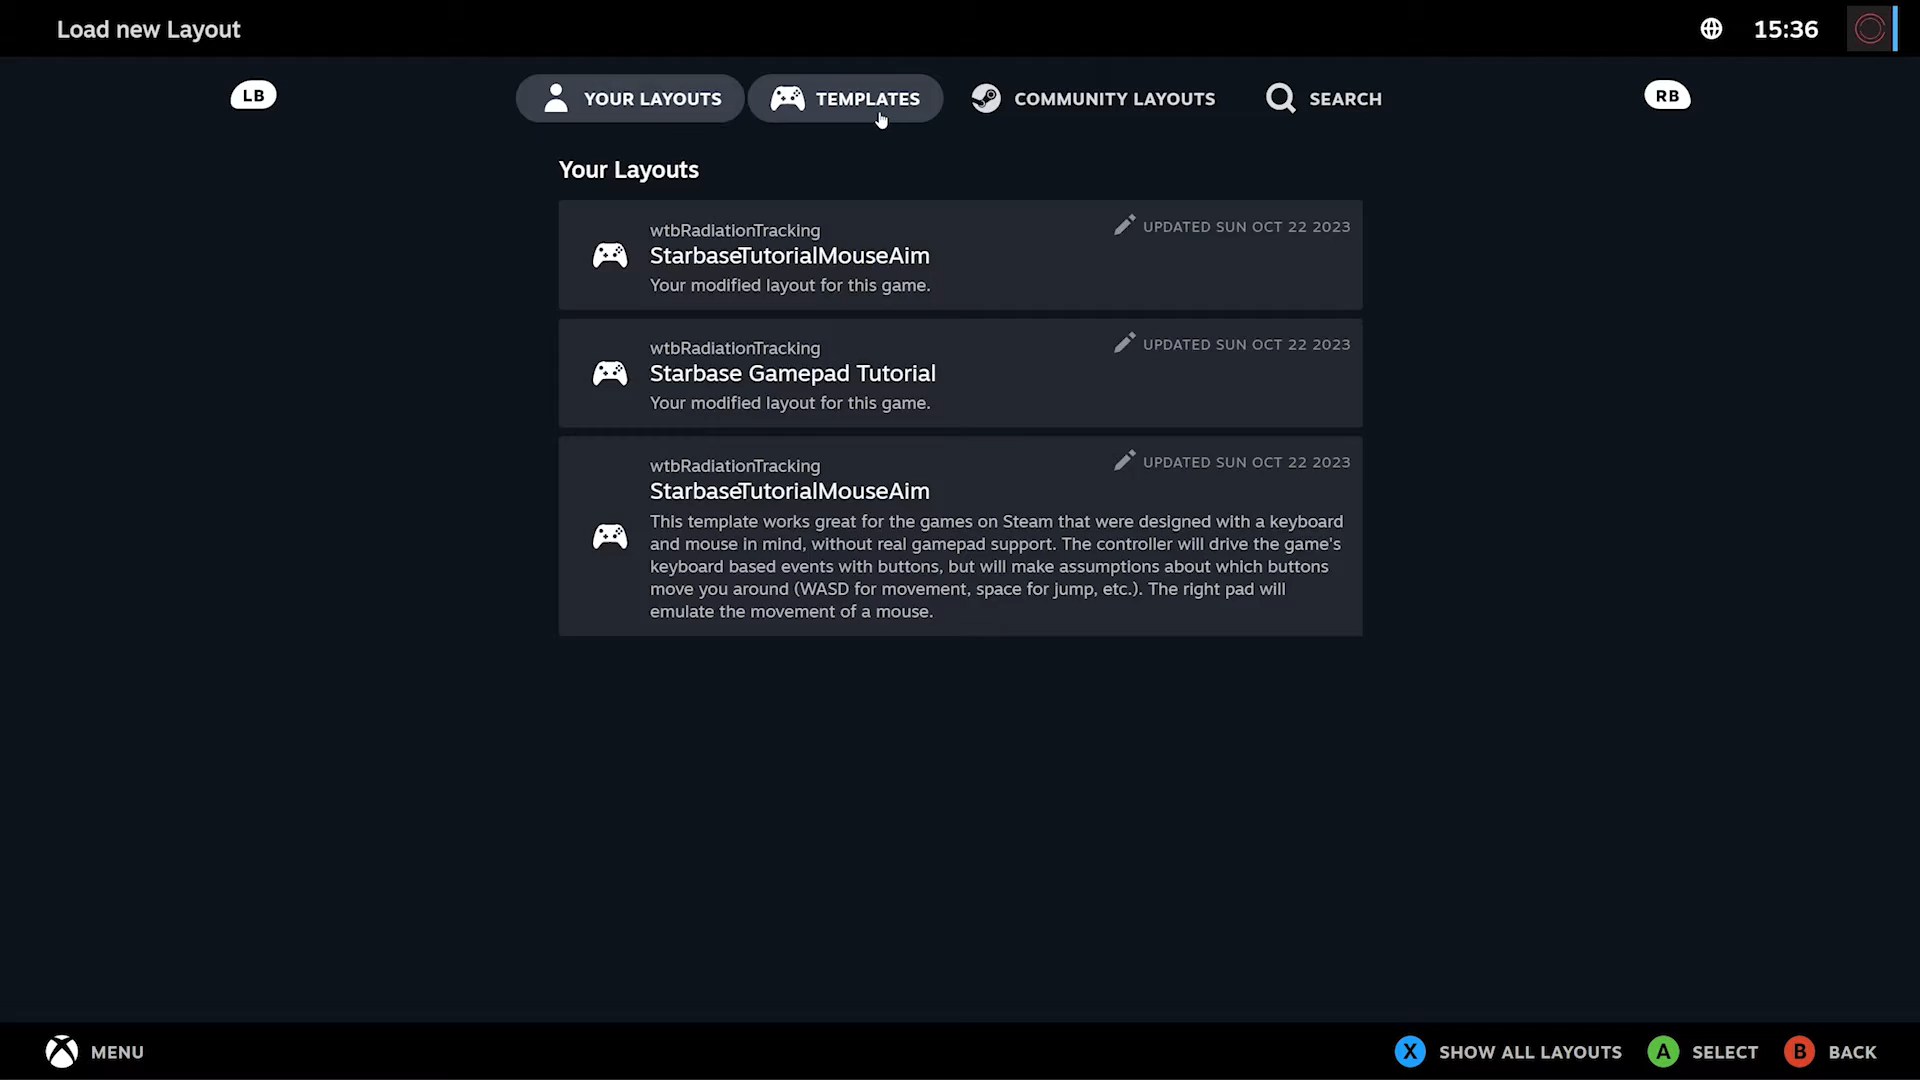 Load new Layout
15:36
LB
YOUR LAYOUTS
TEMPLATES
COMMUNITY LAYOUTS
SEARCH
RB
Your Layouts
wtbRadiationTracking
UPDATED SUN OCT 22 2023
StarbaseTutorialMouseAim
Your modified layout for this game.
wtbRadiationTracking
UPDATED SUN OCT 22 2023
Starbase Gamepad Tutorial
Your modified layout for this game.
wtbRadiationTracking
UPDATED SUN OCT 22 2023
StarbaseTutorialMouseAim
This template works great for the games on Steam that were designed with a keyboard
and mouse in mind, without real gamepad support. The controller will drive the game's
keyboard based events with buttons, but will make assumptions about which buttons
move you around (WASD for movement, space for jump, etc.). The right pad will
emulate the movement of a mouse.
MENU
X SHOW ALL LAYOUTS
A SELECT
B BACK